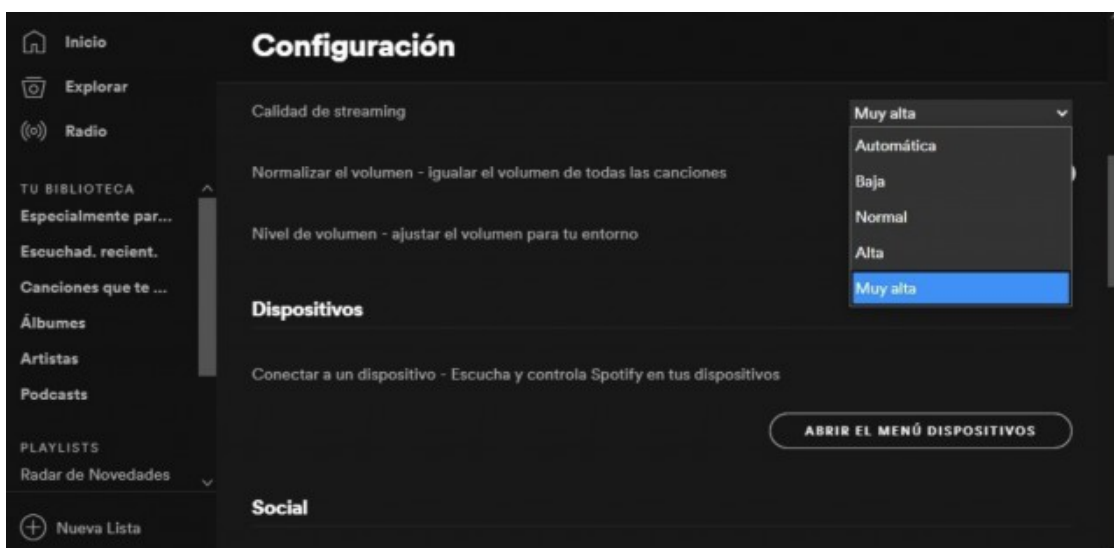 Inicio
Explorar
Radio
TU BIBLIOTECA
Especialmente par...
Escuchad. recient.
Canciones que te ...
Álbumes
Artistas
Podcasts
PLAYLISTS
Radar de Novedades
Nueva Lista
Configuración
Calidad de streaming
Muy alta
Automática
Baja
Normal
Alta
Muy alta
Normalizar el volumen - igualar el volumen de todas las canciones
Nivel de volumen - ajustar el volumen para tu entorno
Dispositivos
Conectar a un dispositivo - Escucha y controla Spotify en tus dispositivos
ABRIR EL MENÚ DISPOSITIVOS
Social